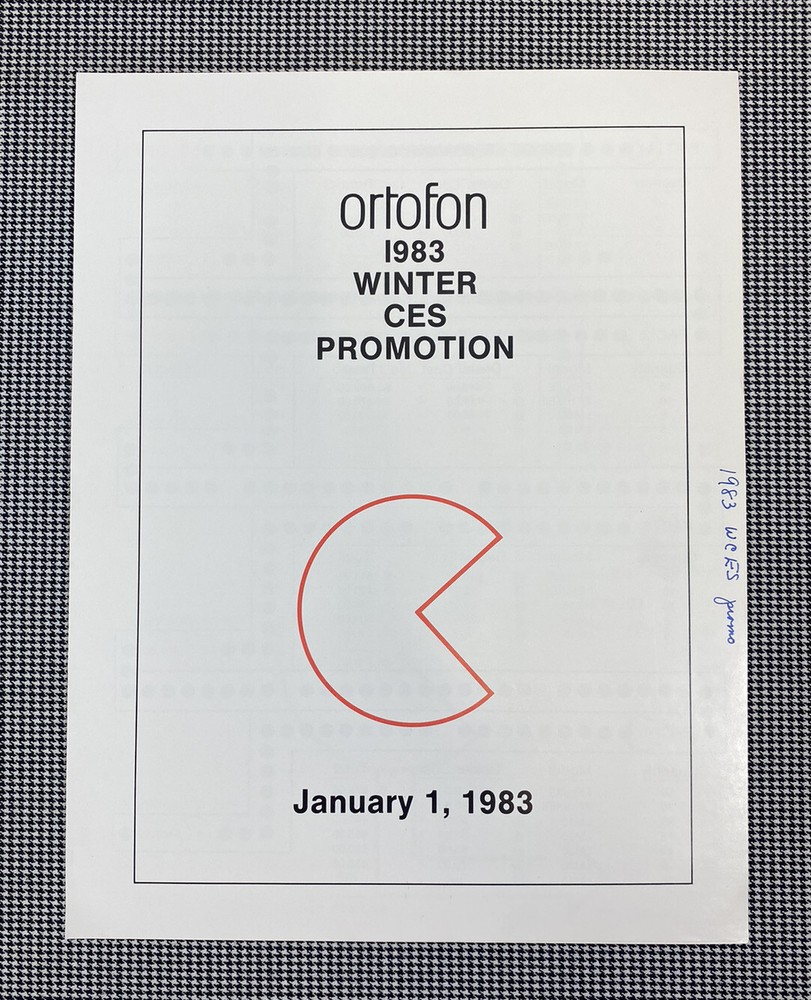 ortofon
1983
WINTER
CES
PROMOTION
January 1, 1983
1983 WCES promo